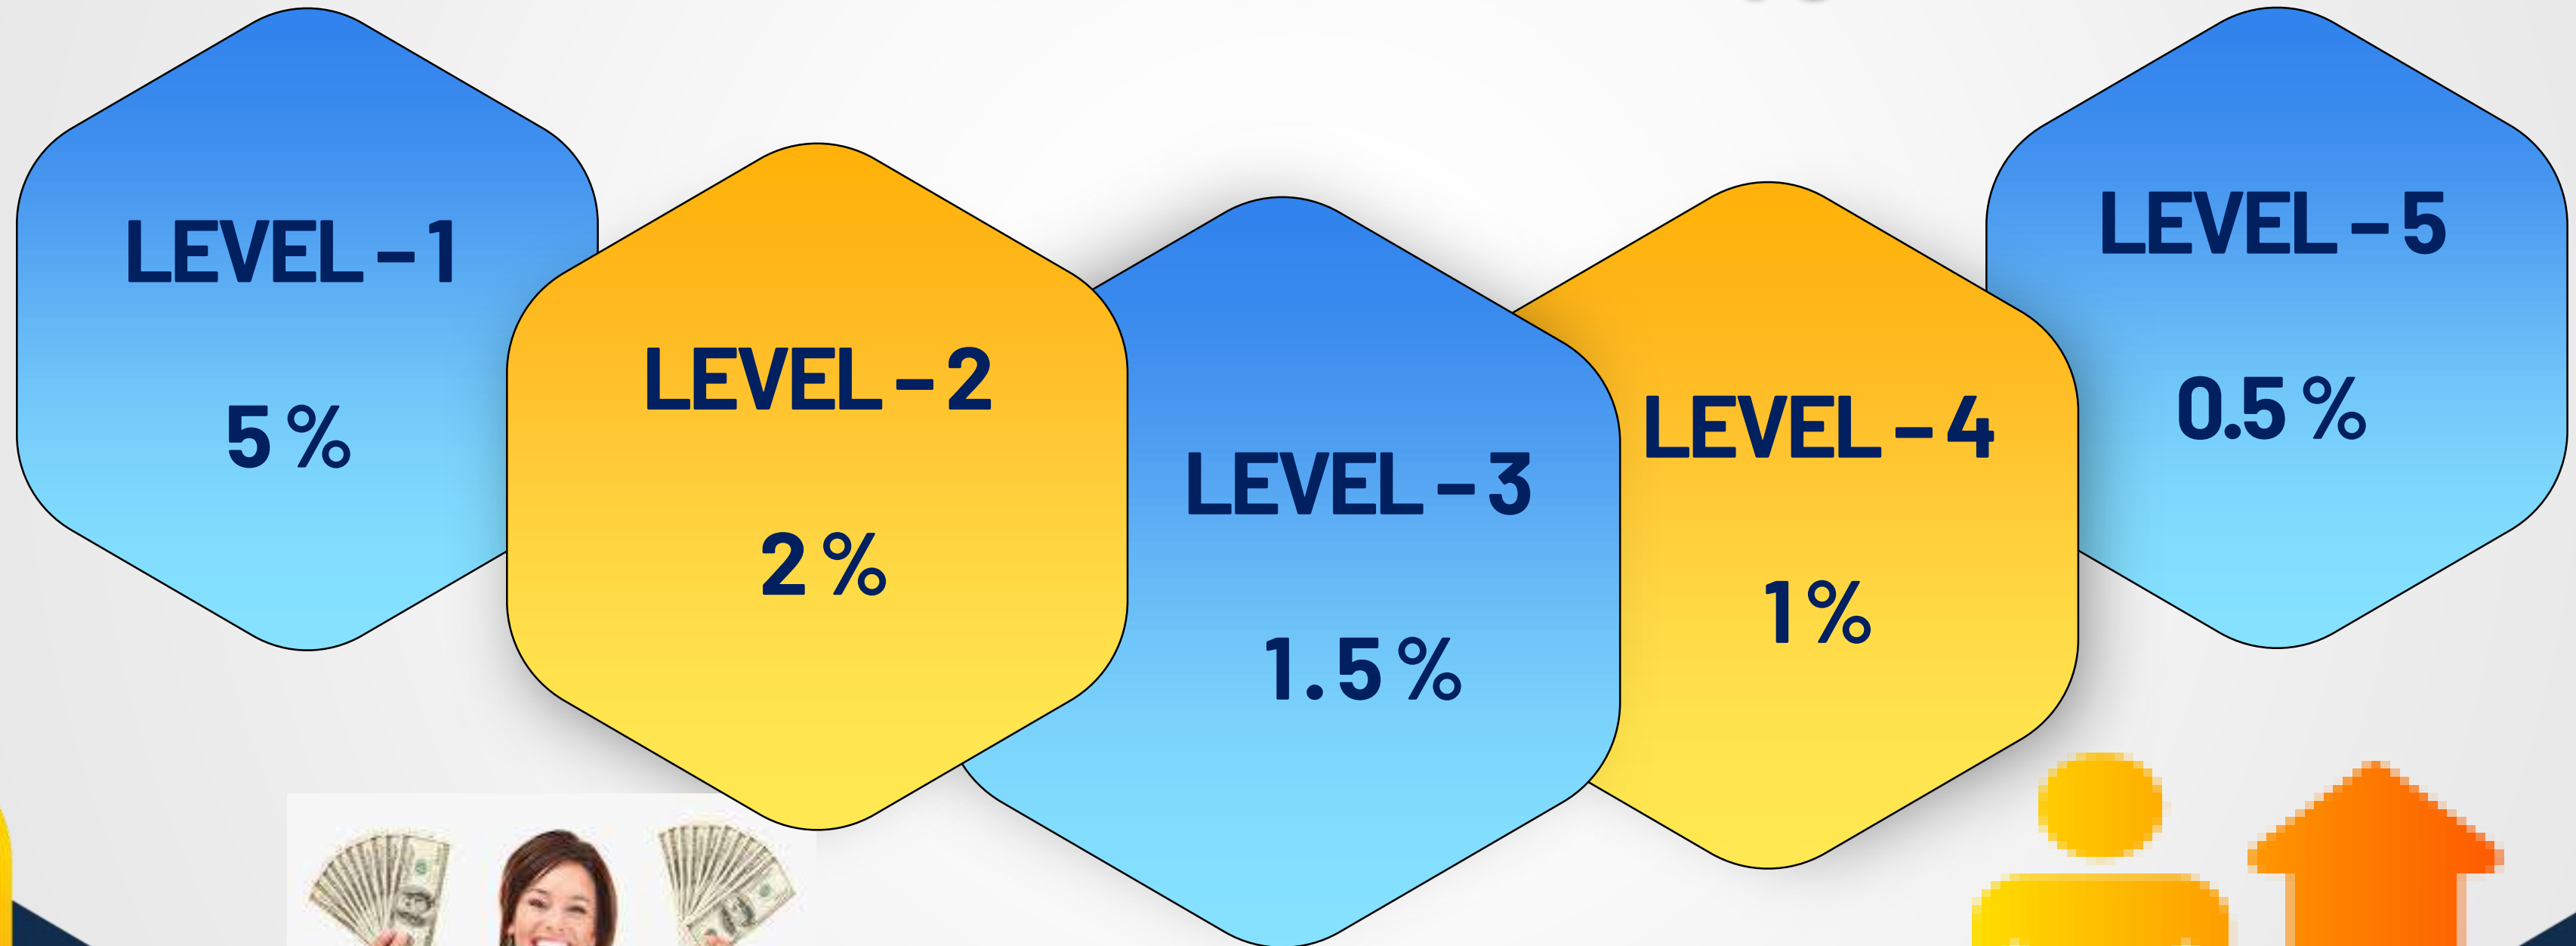 LEVEL – 1
5 %
LEVEL – 2
2 %
LEVEL – 3
1.5 %
LEVEL – 4
1 %
LEVEL – 5
0.5 %